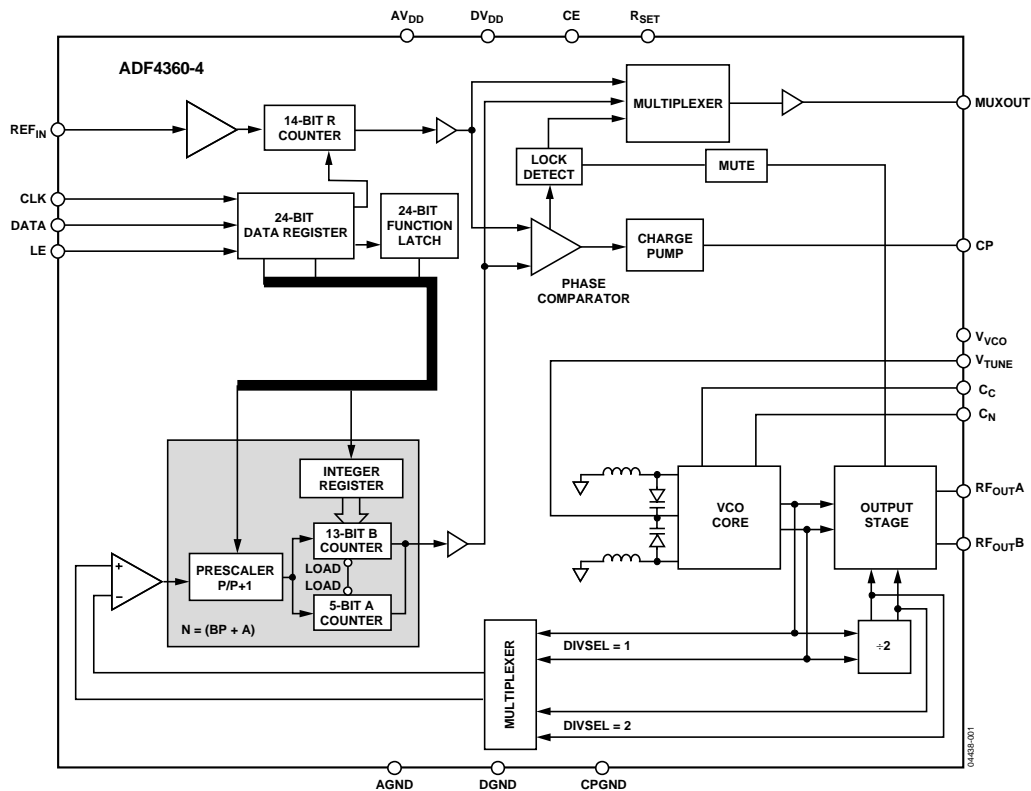 AVDD
DVDD
CE
RSET
ADF4360-4
MULTIPLEXER
MUXOUT
REFIN
14-BIT R
COUNTER
LOCK
DETECT
MUTE
CLK
DATA
LE
24-BIT
DATA REGISTER
24-BIT
FUNCTION
LATCH
CHARGE
PUMP
CP
PHASE
COMPARATOR
VVCO
VTUNE
CC
CN
INTEGER
REGISTER
13-BIT B
COUNTER
LOAD
LOAD
5-BIT A
COUNTER
PRESCALER
P/P+1
+
−
N = (BP + A)
VCO
CORE
OUTPUT
STAGE
RFOUTA
RFOUTB
MULTIPLEXER
DIVSEL = 1
DIVSEL = 2
÷2
04438-001
AGND
DGND
CPGND